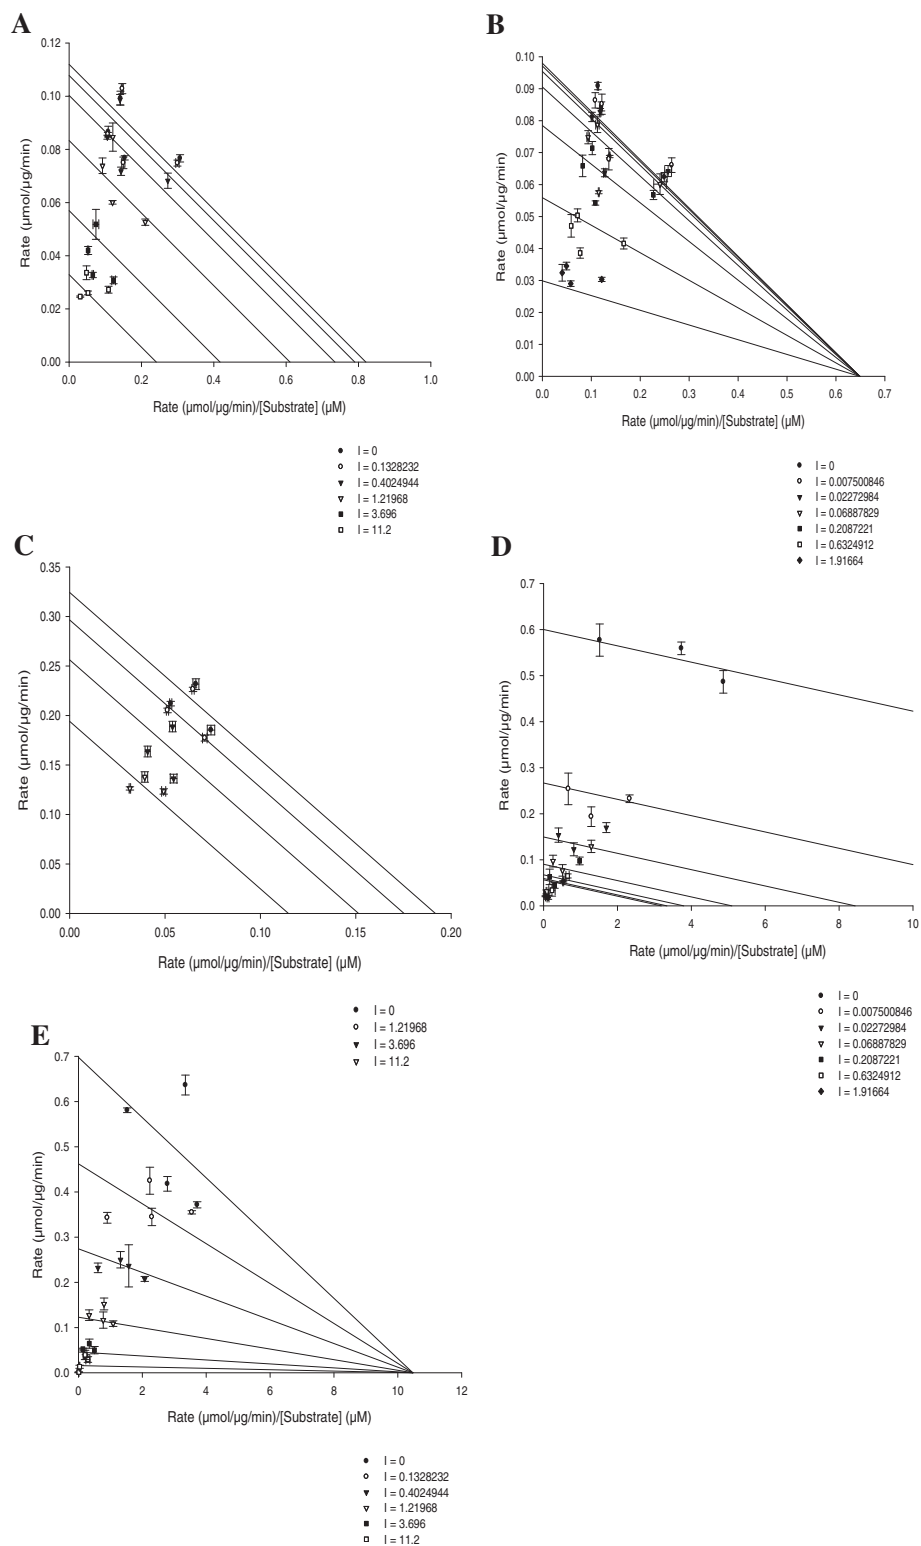 A
0.12
0.10
0.08
0.06
0.04
0.02
0.00
Rate (µmol/µg/min)
0.0 0.2 0.4 0.6 0.8 1.0
Rate (µmol/µg/min)/[Substrate] (µM)
I = 0
I = 0.1328232
I = 0.4024944
I = 1.21968
I = 3.696
I = 11.2
B
0.10
0.09
0.08
0.07
0.06
0.05
0.04
0.03
0.02
0.01
0.00
Rate (µmol/µg/min)
0.0 0.1 0.2 0.3 0.4 0.5 0.6 0.7
Rate (µmol/µg/min)/[Substrate] (µM)
I = 0
I = 0.007500846
I = 0.02272984
I = 0.06887829
I = 0.2087221
I = 0.6324912
I = 1.91664
C
0.35
0.30
0.25
0.20
0.15
0.10
0.05
0.00
Rate (µmol/µg/min)
0.00 0.05 0.10 0.15 0.20
Rate (µmol/µg/min)/[Substrate] (µM)
I = 0
I = 1.21968
I = 3.696
I = 11.2
D
0.7
0.6
0.5
0.4
0.3
0.2
0.1
0.0
Rate (µmol/µg/min)
0 2 4 6 8 10
Rate (µmol/µg/min)/[Substrate] (µM)
I = 0
I = 0.007500846
I = 0.02272984
I = 0.06887829
I = 0.2087221
I = 0.6324912
I = 1.91664
E
0.7
0.6
0.5
0.4
0.3
0.2
0.1
0.0
Rate (µmol/µg/min)
0 2 4 6 8 10 12
Rate (µmol/µg/min)/[Substrate] (µM)
I = 0
I = 0.1328232
I = 0.4024944
I = 1.21968
I = 3.696
I = 11.2